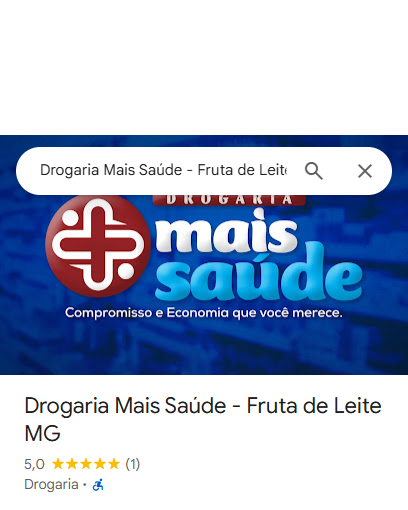 Drogaria Mais Saúde - Fruta de Leite
DROGARIA
mais
saúde
Compromisso e Economia que você merece.
Drogaria Mais Saúde - Fruta de Leite
MG
5,0 ★★★★★ (1)
Drogaria ·